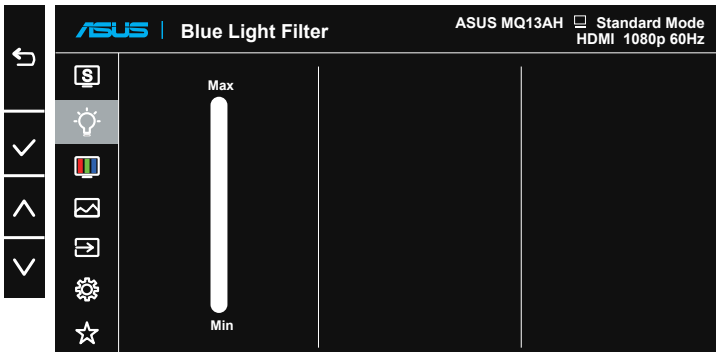 ASUS | Blue Light Filter
ASUS MQ13AH Standard Mode
HDMI 1080p 60Hz
S
Max
Min